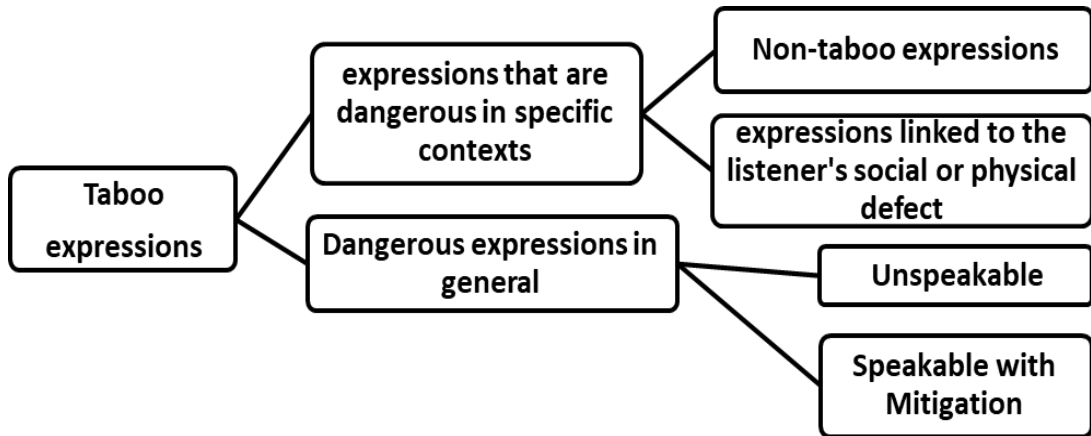 Taboo
expressions
expressions that are
dangerous in specific
contexts
Dangerous expressions in
general
Non-taboo expressions
expressions linked to the
listener's social or physical
defect
Unspeakable
Speakable with
Mitigation